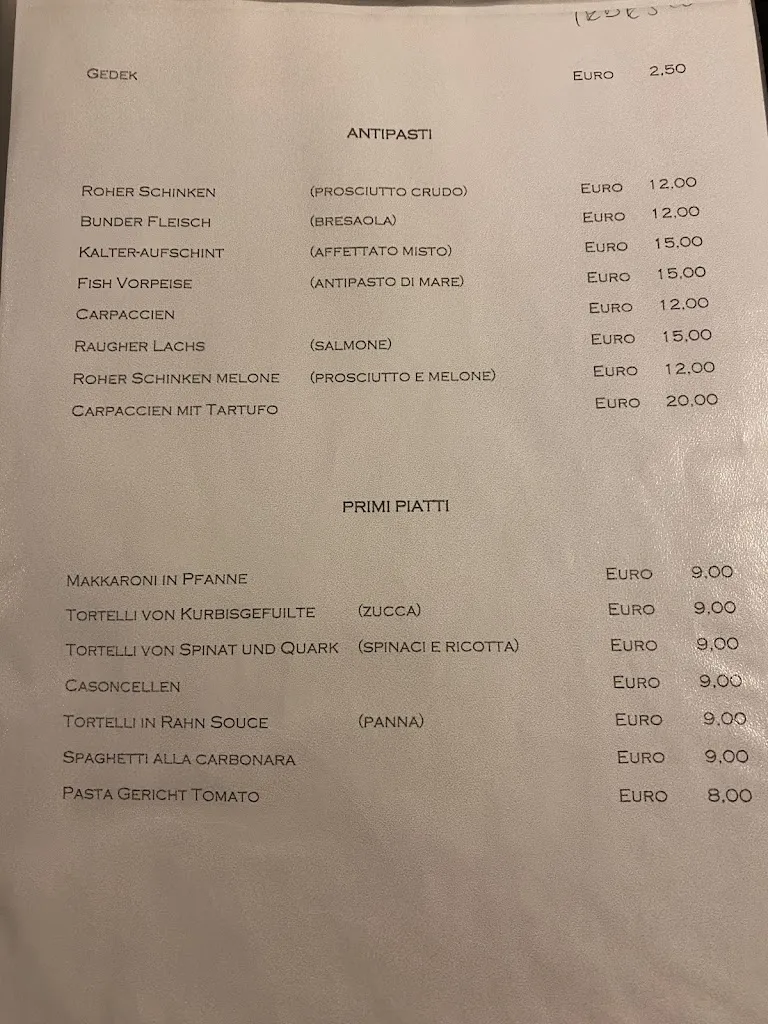 TEDESCO
GEDEK EURO 2,50
ANTIPASTI
ROHER SCHINKEN (PROSCIUTTO CRUDO) EURO 12,00
BUNDER FLEISCH (BRESAOLA) EURO 12,00
KALTER-AUFSCHINT (AFFETTATO MISTO) EURO 15,00
FISH VORPEISE (ANTIPASTO DI MARE) EURO 15,00
CARPACCIEN EURO 12,00
RAUGHER LACHS (SALMONE) EURO 15,00
ROHER SCHINKEN MELONE (PROSCIUTTO E MELONE) EURO 12,00
CARPACCIEN MIT TARTUFO EURO 20,00
PRIMI PIATTI
MAKKARONI IN PFANNE EURO 9,00
TORTELLI VON KURBISGEFUILTE (ZUCCA) EURO 9,00
TORTELLI VON SPINAT UND QUARK (SPINACI E RICOTTA) EURO 9,00
CASONCELLEN EURO 9,00
TORTELLI IN RAHN SOUCE (PANNA) EURO 9,00
SPAGHETTI ALLA CARBONARA EURO 9,00
PASTA GERICHT TOMATO EURO 8,00